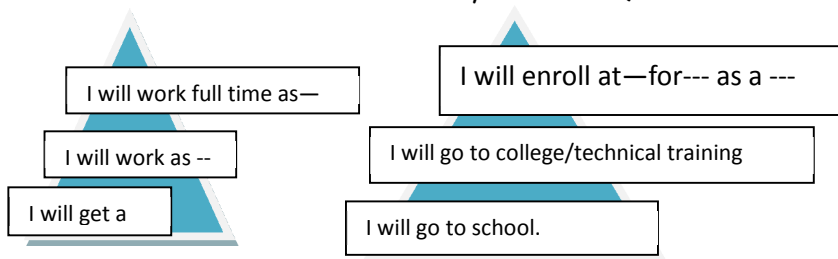 I will work full time as—
I will work as --
I will get a
I will enroll at—for--- as a ---
I will go to college/technical training
I will go to school.